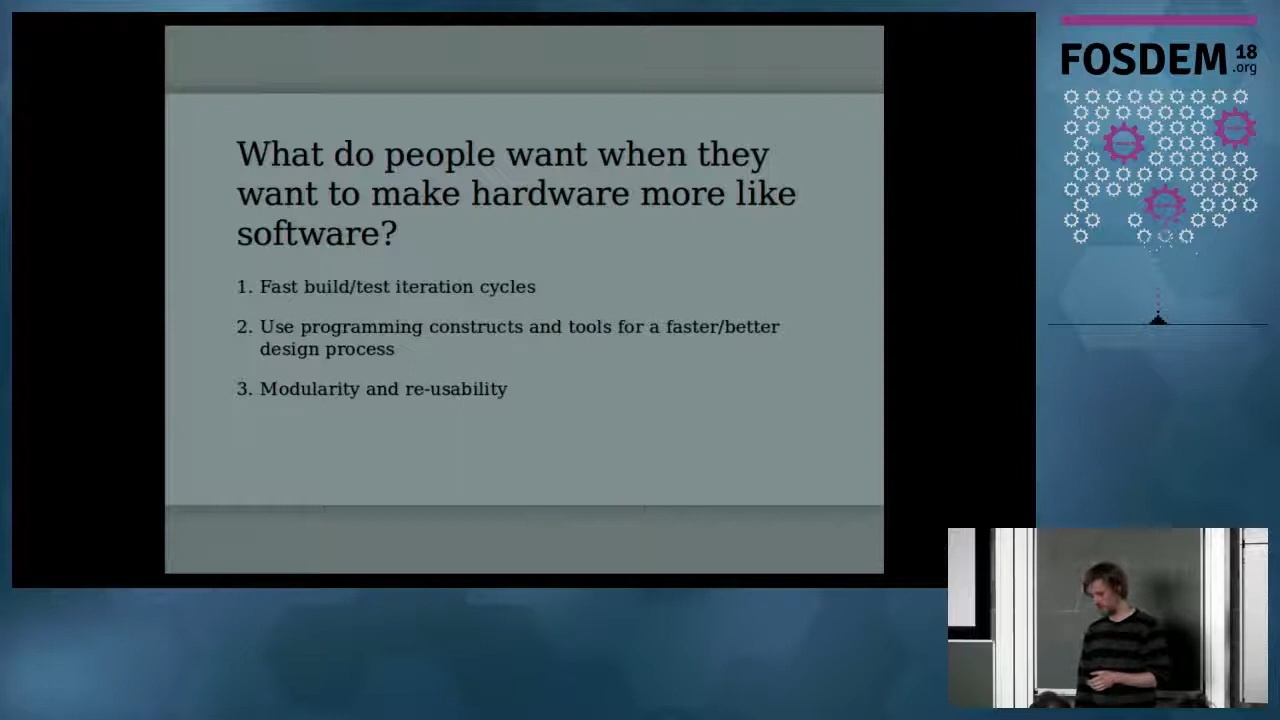 What do people want when they
want to make hardware more like
software?
1. Fast build/test iteration cycles
2. Use programming constructs and tools for a faster/better
design process
3. Modularity and re-usability
FOSDEM 18
.org